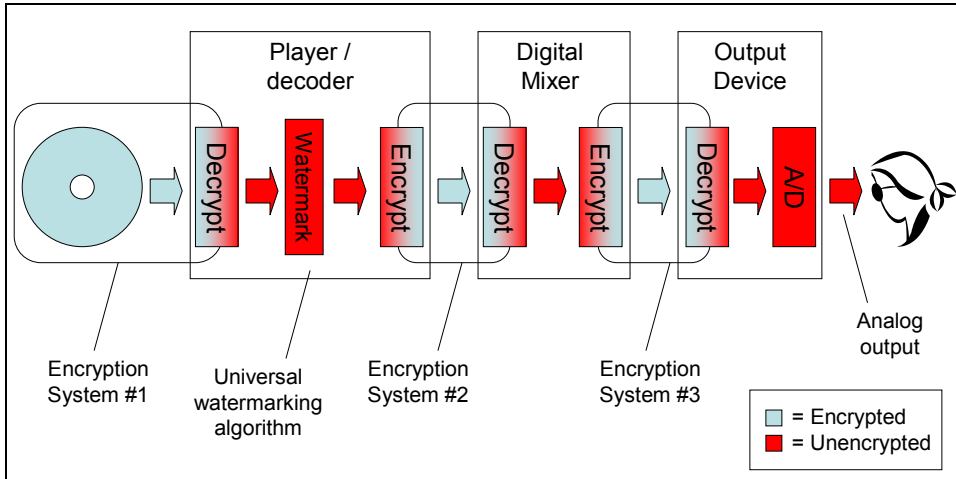 Player /
decoder
Digital
Mixer
Output
Device
Decrypt
Watermark
Encrypt
Decrypt
Encrypt
Decrypt
A/D
Analog
output
Encryption
System #1
Universal
watermarking
algorithm
Encryption
System #2
Encryption
System #3
= Encrypted
= Unencrypted